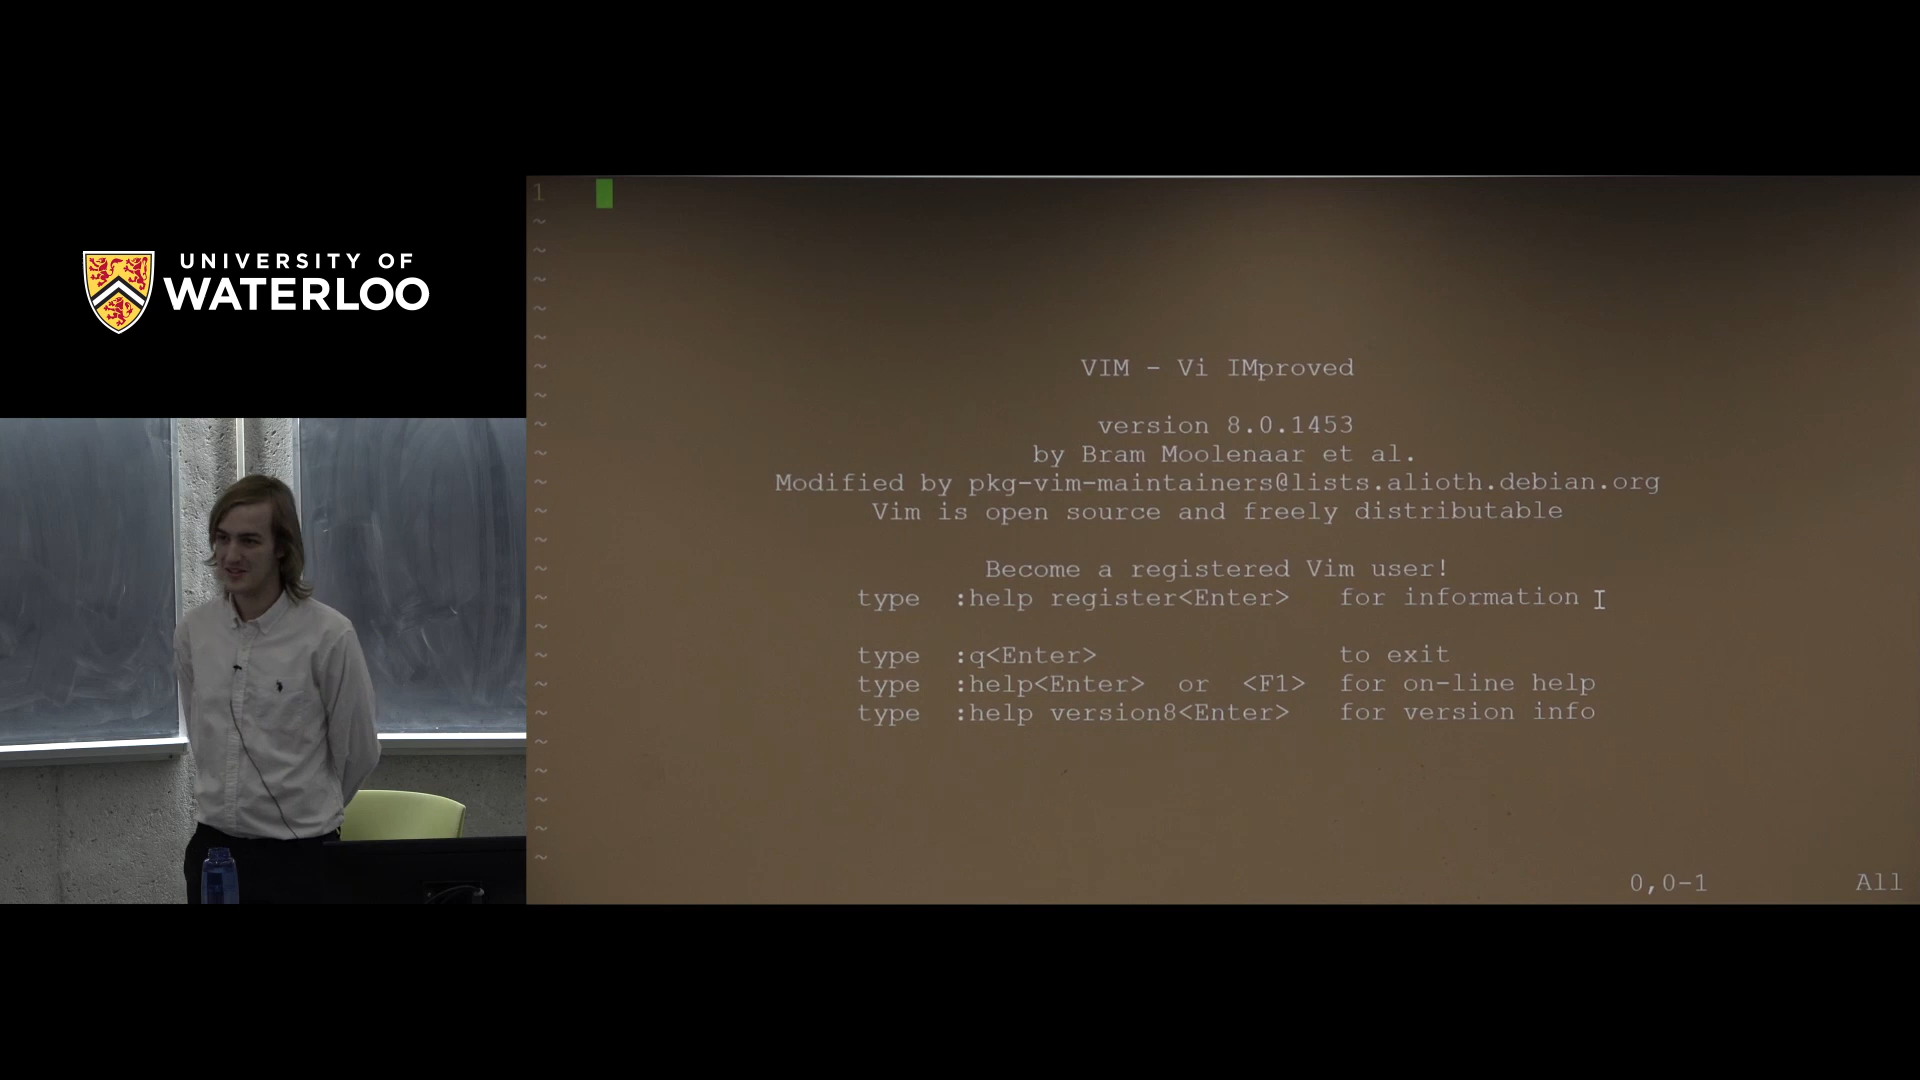 UNIVERSITY OF
WATERLOO
1
~
~
~
~
~
~ VIM - Vi IMproved
~
~ version 8.0.1453
~ by Bram Moolenaar et al.
~ Modified by pkg-vim-maintainers@lists.alioth.debian.org
~ Vim is open source and freely distributable
~
~ Become a registered Vim user!
~ type :help register<Enter> for information
~
~ type :q<Enter> to exit
~ type :help<Enter> or <F1> for on-line help
~ type :help version8<Enter> for version info
~
~
~
~
~
0,0-1 All